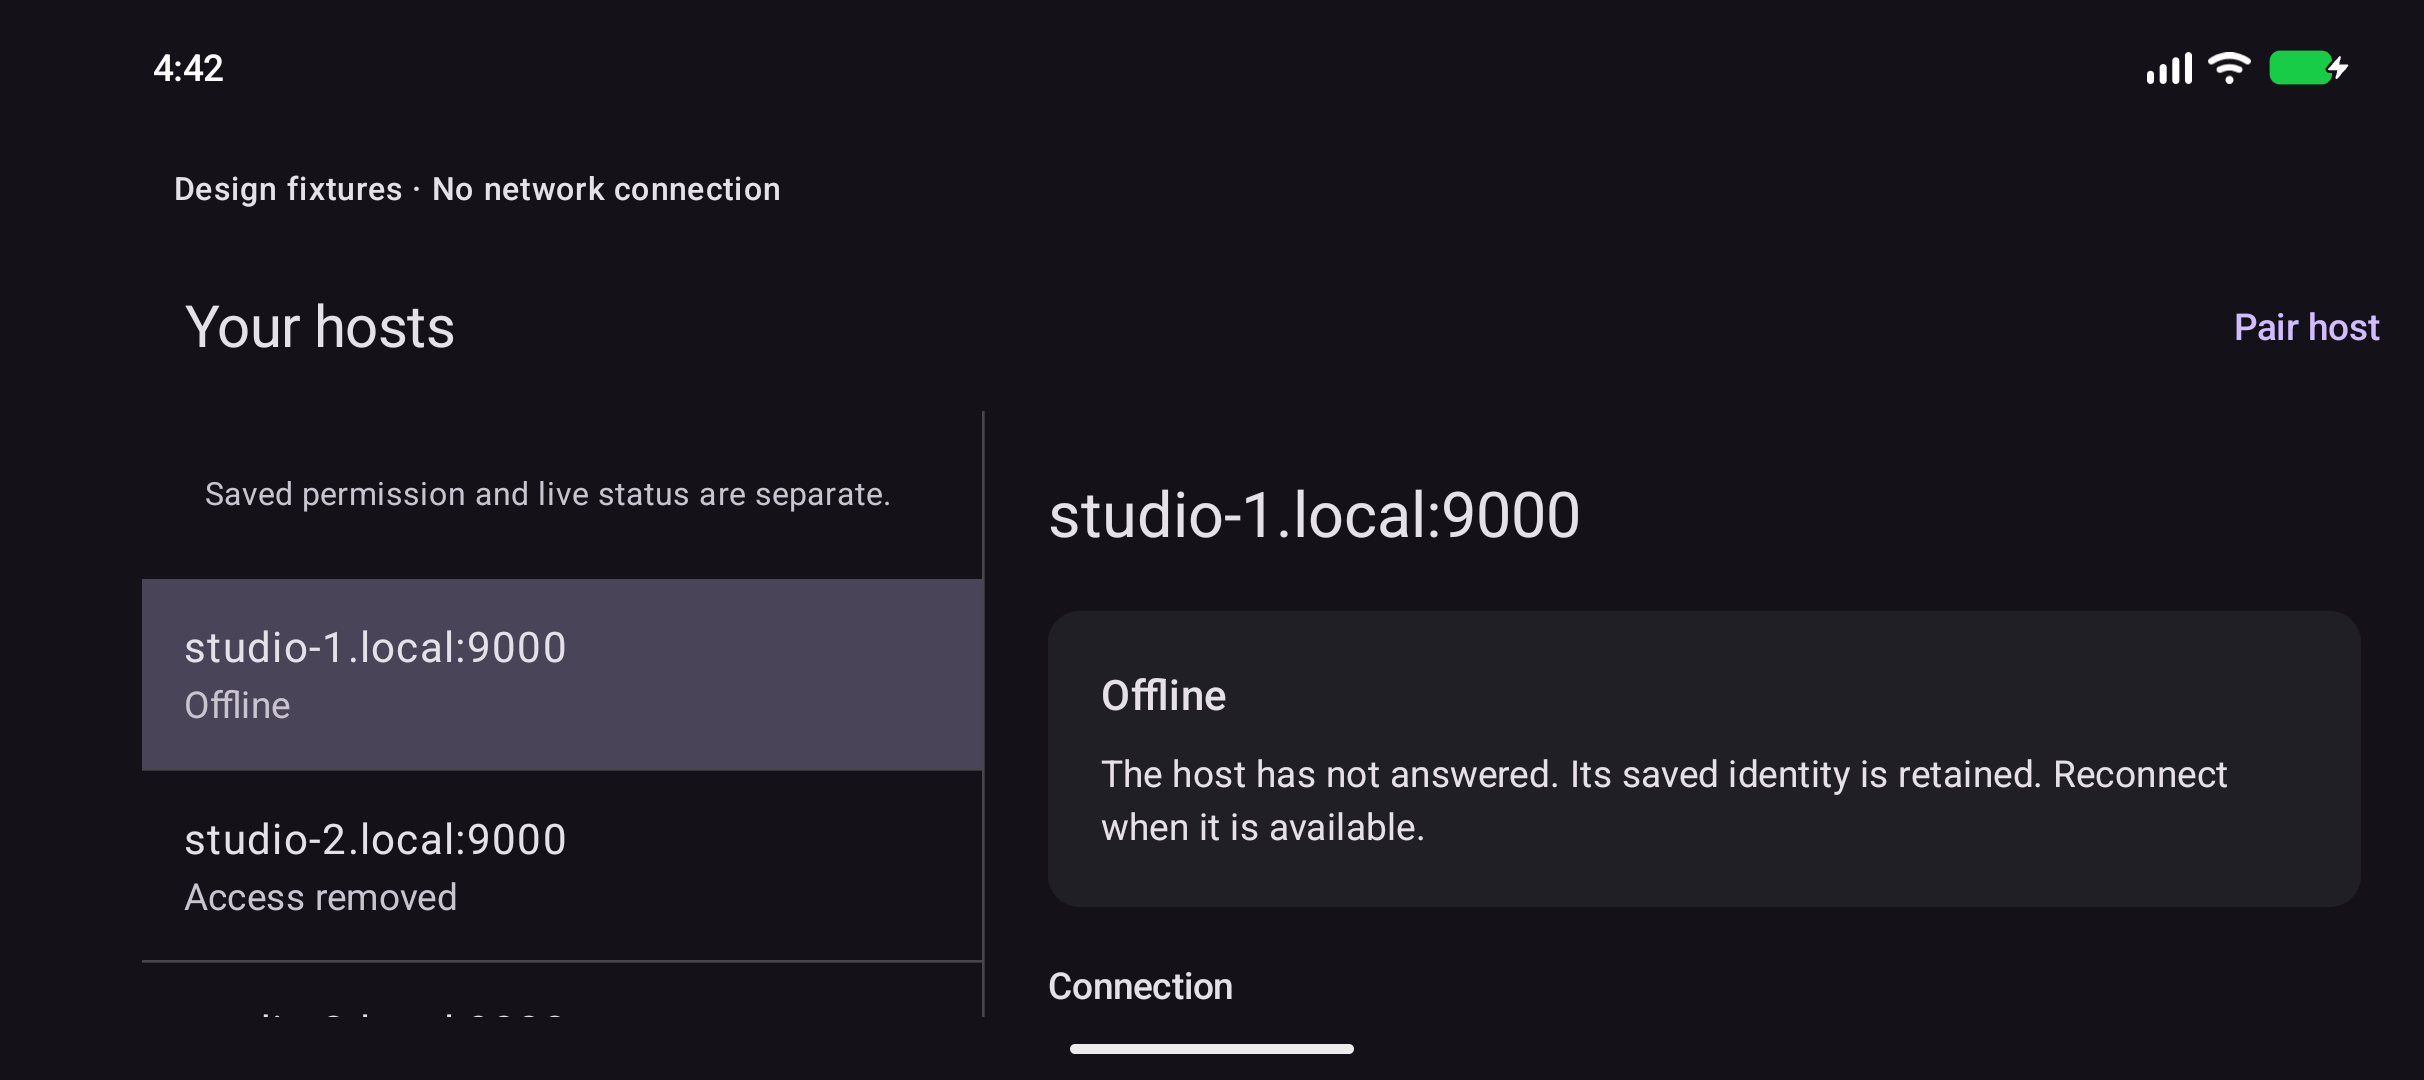 4:42
Design fixtures · No network connection
Your hosts
Pair host
Saved permission and live status are separate.
studio-1.local:9000
Offline
studio-2.local:9000
Access removed
studio-1.local:9000
Offline
The host has not answered. Its saved identity is retained. Reconnect
when it is available.
Connection